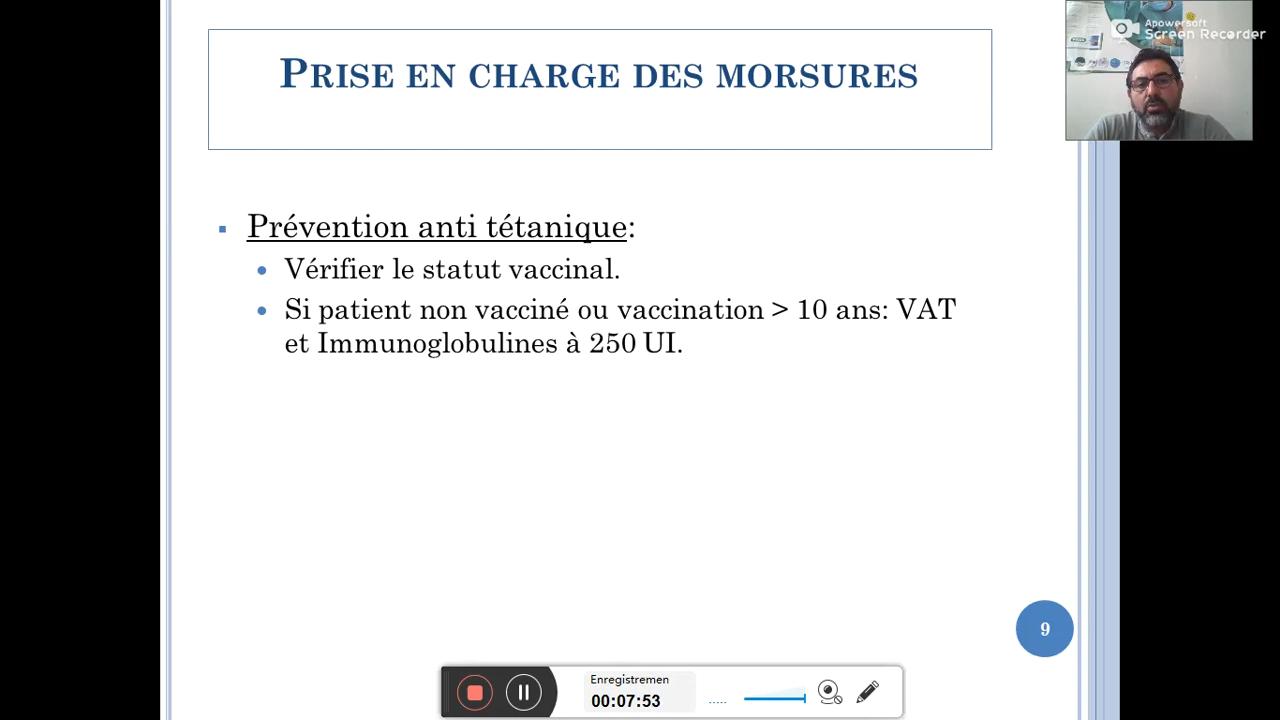 PRISE EN CHARGE DES MORSURES
Apowersoft
Screen Recorder
▪ Prévention anti tétanique:
• Vérifier le statut vaccinal.
• Si patient non vacciné ou vaccination > 10 ans: VAT
et Immunoglobulines à 250 UI.
9
Enregistremen
00:07:53